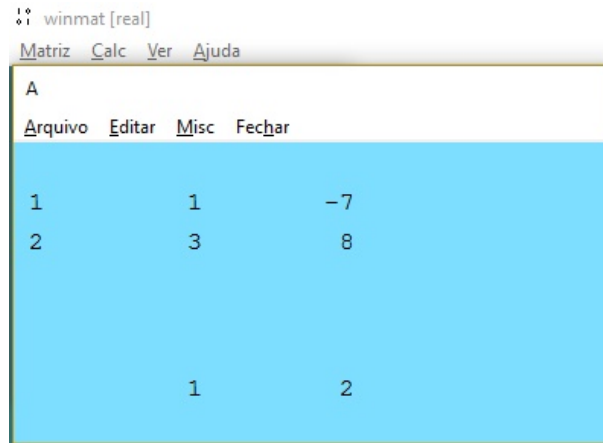 winmat [real]
Matriz Calc Ver Ajuda
A
Arquivo Editar Misc Fechar
1 1 -7
2 3 8
1 2